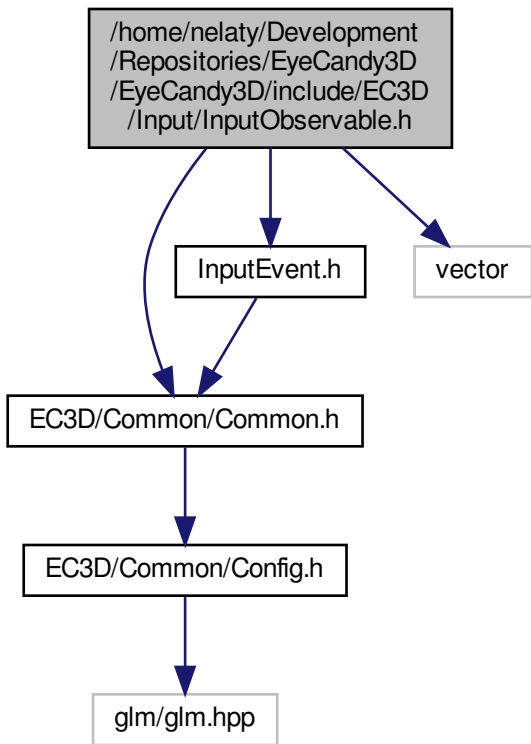 /home/nelaty/Development
/Repositories/EyeCandy3D
/EyeCandy3D/include/EC3D
/Input/InputObservable.h
InputEvent.h
vector
EC3D/Common/Common.h
EC3D/Common/Config.h
glm/glm.hpp